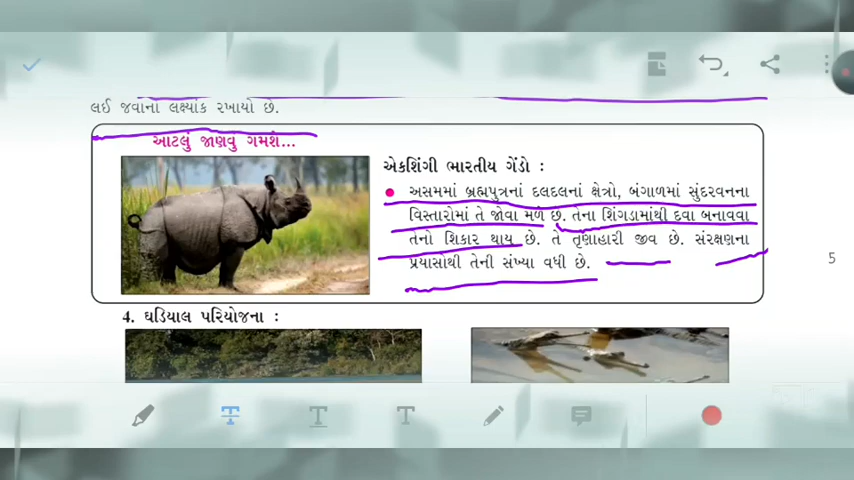 લઈ જવાનો લક્ષ્યાંક રખાયો છે.
આટલું જાણવું ગમશે...
એકશિંગી ભારતીય ગેંડો :
● અસમમાં બ્રહ્મપુત્રનાં દલદલનાં ક્ષેત્રો, બંગાળમાં સુંદરવનના
વિસ્તારોમાં તે જોવા મળે છે. તેના શિંગડામાંથી દવા બનાવવા
તેનો શિકાર થાય છે. તે તૃણાહારી જીવ છે. સંરક્ષણના
પ્રયાસોથી તેની સંખ્યા વધી છે.
5
4. ઘડિયાલ પરિયોજના :
T
T
T